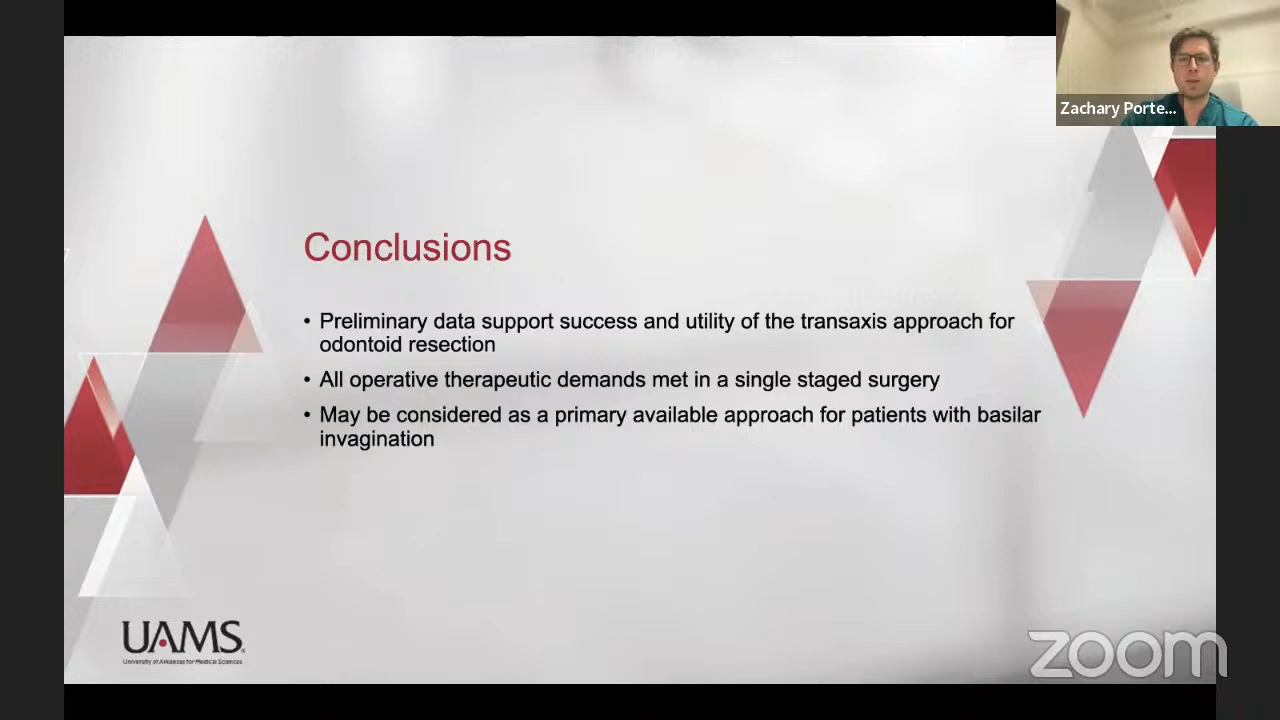 Zachary Porte...
Conclusions
• Preliminary data support success and utility of the transaxis approach for
odontoid resection
• All operative therapeutic demands met in a single staged surgery
• May be considered as a primary available approach for patients with basilar
invagination
UAMS
University of Arkansas for Medical Sciences
zoom